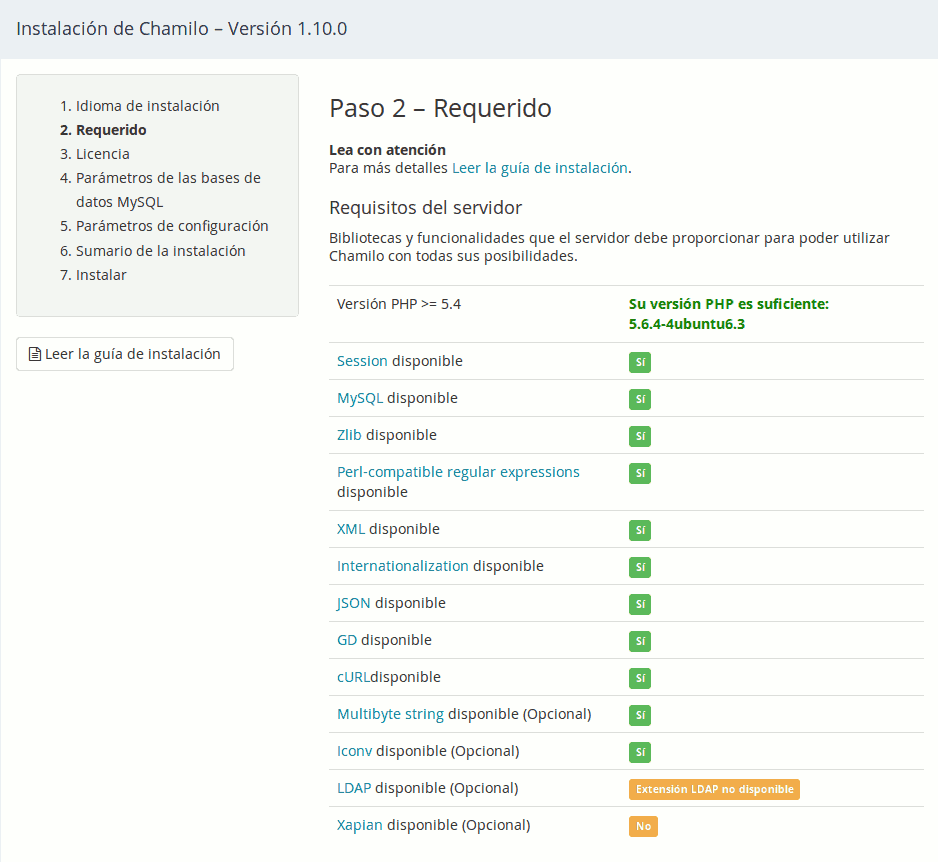 Instalación de Chamilo – Versión 1.10.0
1. Idioma de instalación
2. Requerido
3. Licencia
4. Parámetros de las bases de
datos MySQL
5. Parámetros de configuración
6. Sumario de la instalación
7. Instalar
Leer la guía de instalación
Paso 2 – Requerido
Lea con atención
Para más detalles Leer la guía de instalación.
Requisitos del servidor
Bibliotecas y funcionalidades que el servidor debe proporcionar para poder utilizar
Chamilo con todas sus posibilidades.
Versión PHP >= 5.4 Su versión PHP es suficiente:
5.6.4-4ubuntu6.3
Session disponible Sí
MySQL disponible Sí
Zlib disponible Sí
Perl-compatible regular expressions Sí
disponible
XML disponible Sí
Internationalization disponible Sí
JSON disponible Sí
GD disponible Sí
cURLdisponible Sí
Multibyte string disponible (Opcional) Sí
Iconv disponible (Opcional) Sí
LDAP disponible (Opcional) Extensión LDAP no disponible
Xapian disponible (Opcional) No